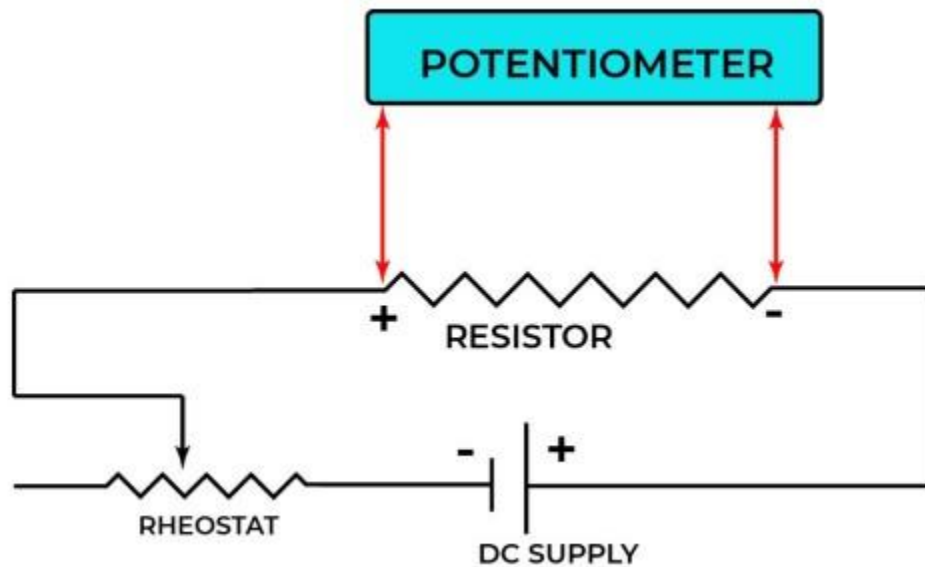 POTENTIOMETER
+ -
RESISTOR
- +
RHEOSTAT
DC SUPPLY